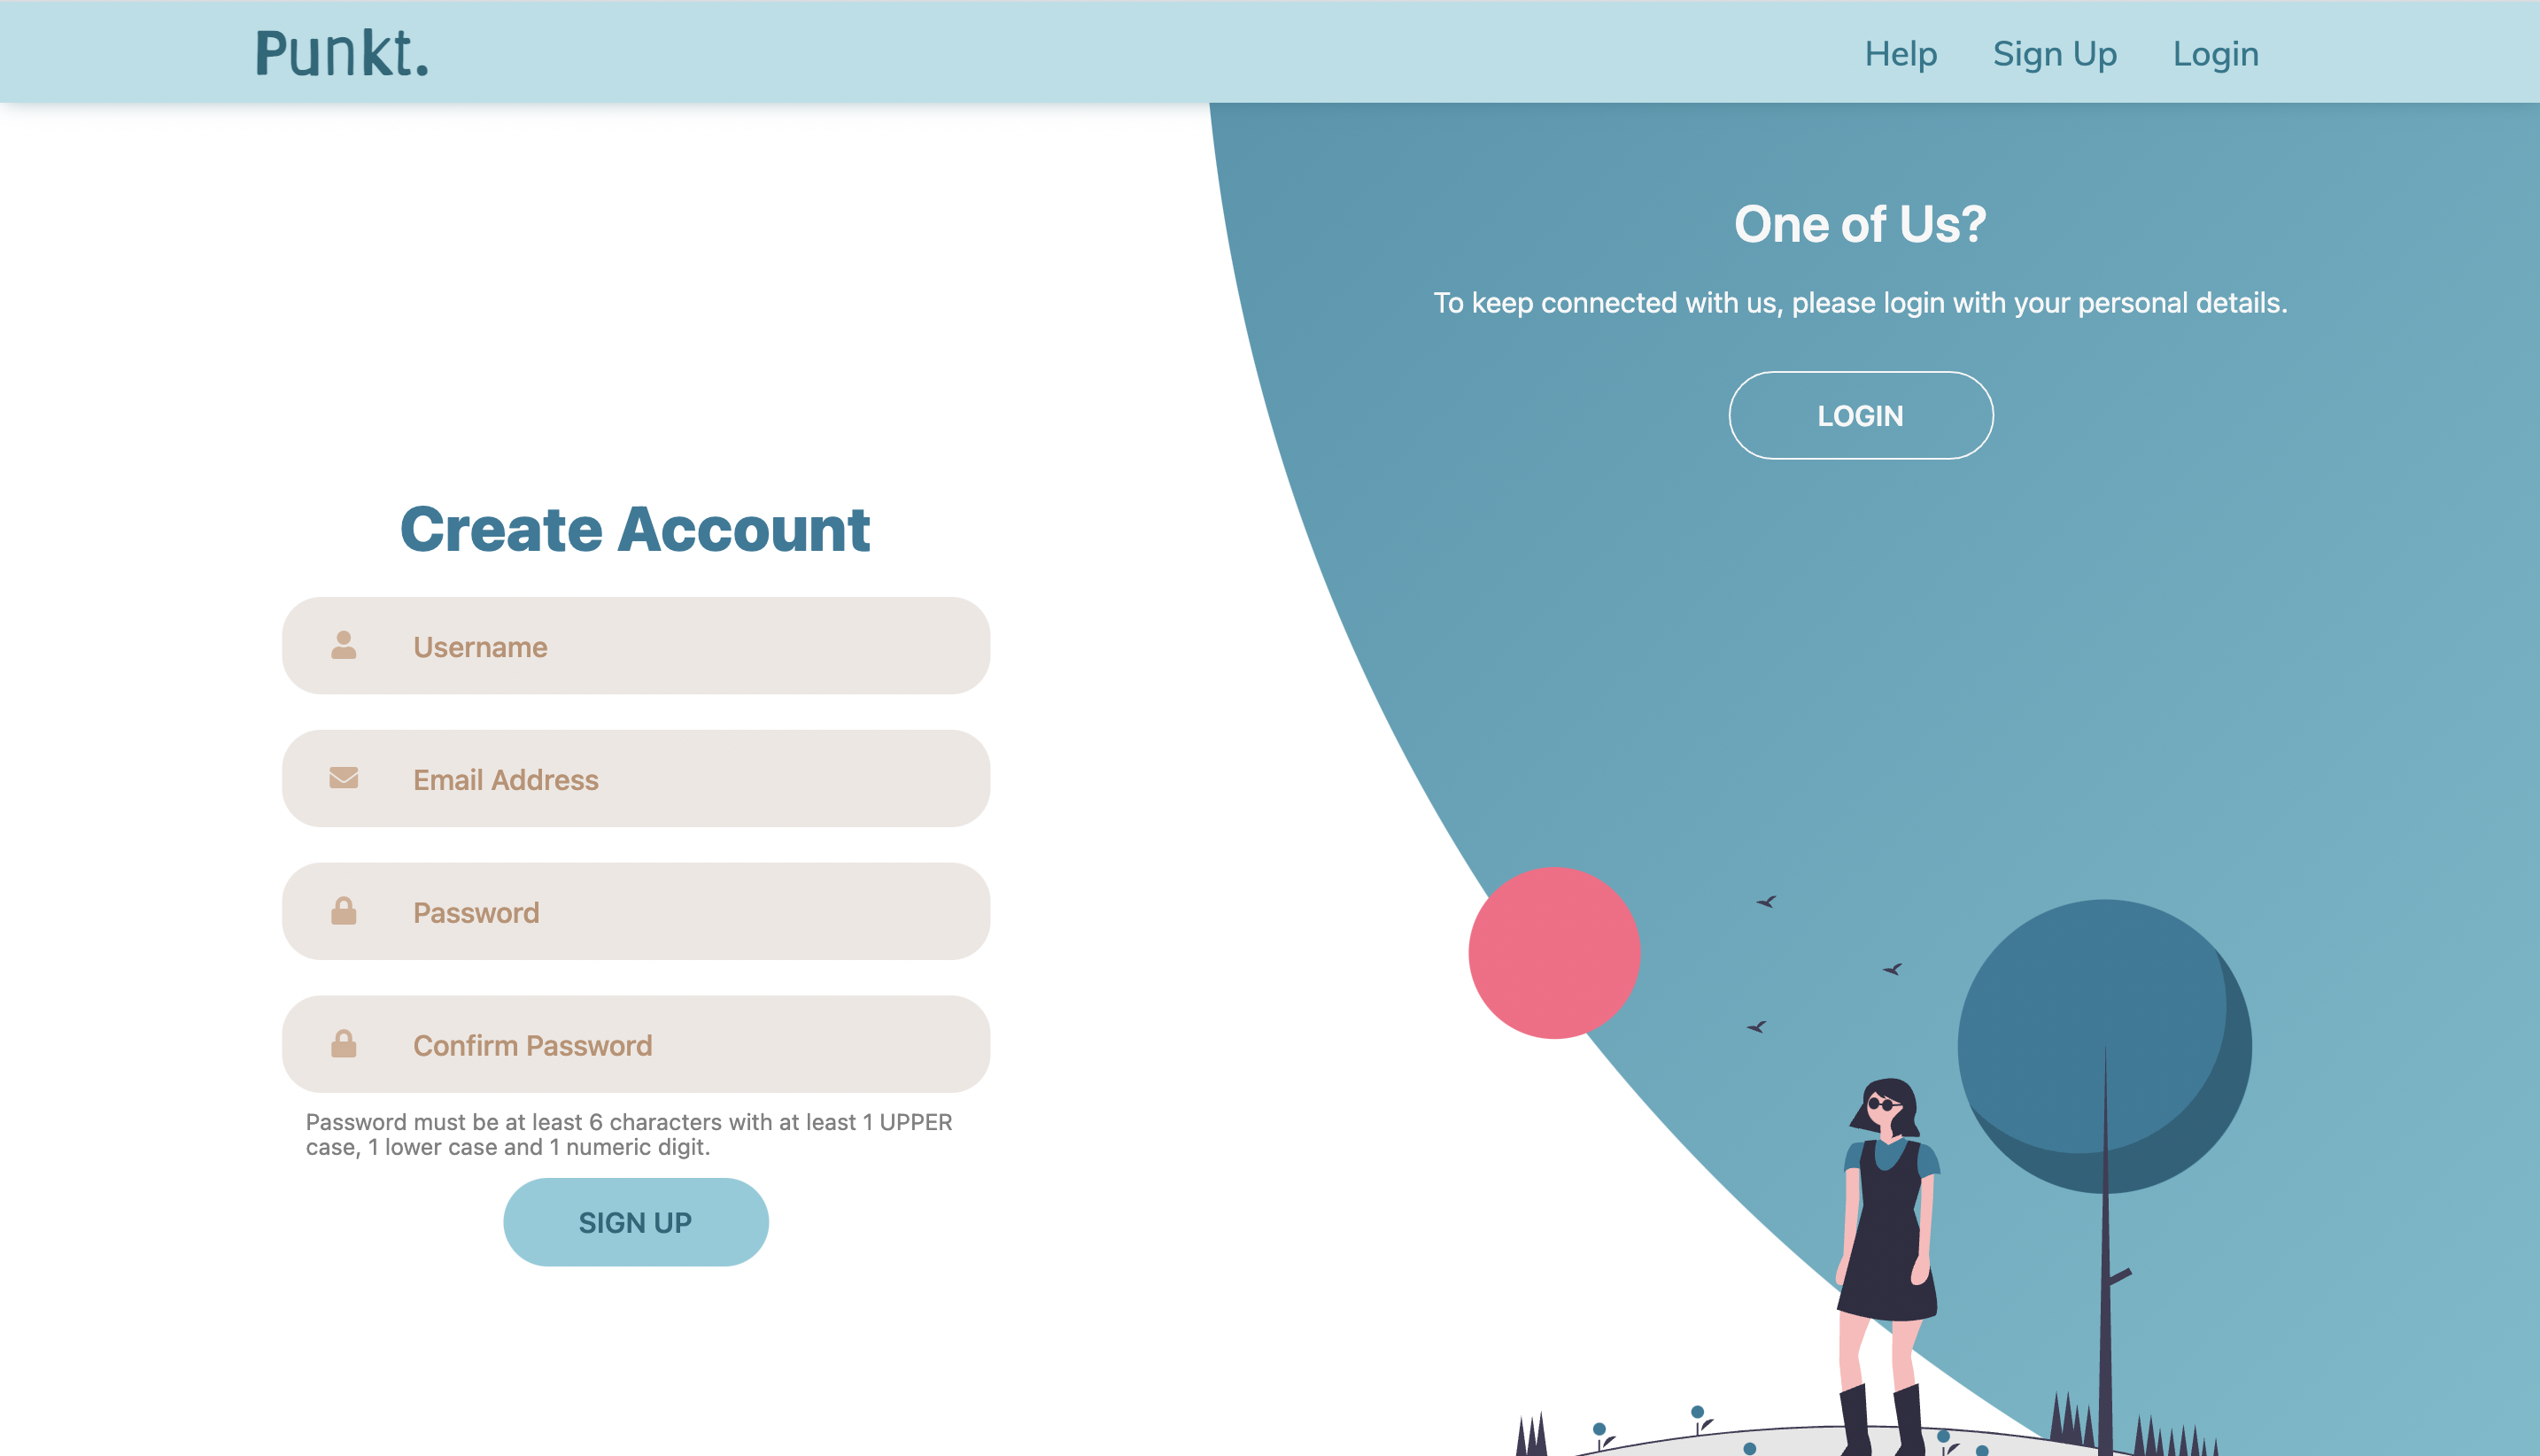 Punkt.
Help
Sign Up
Login
One of Us?
To keep connected with us, please login with your personal details.
LOGIN
Create Account
Username
Email Address
Password
Confirm Password
Password must be at least 6 characters with at least 1 UPPER
case, 1 lower case and 1 numeric digit.
SIGN UP